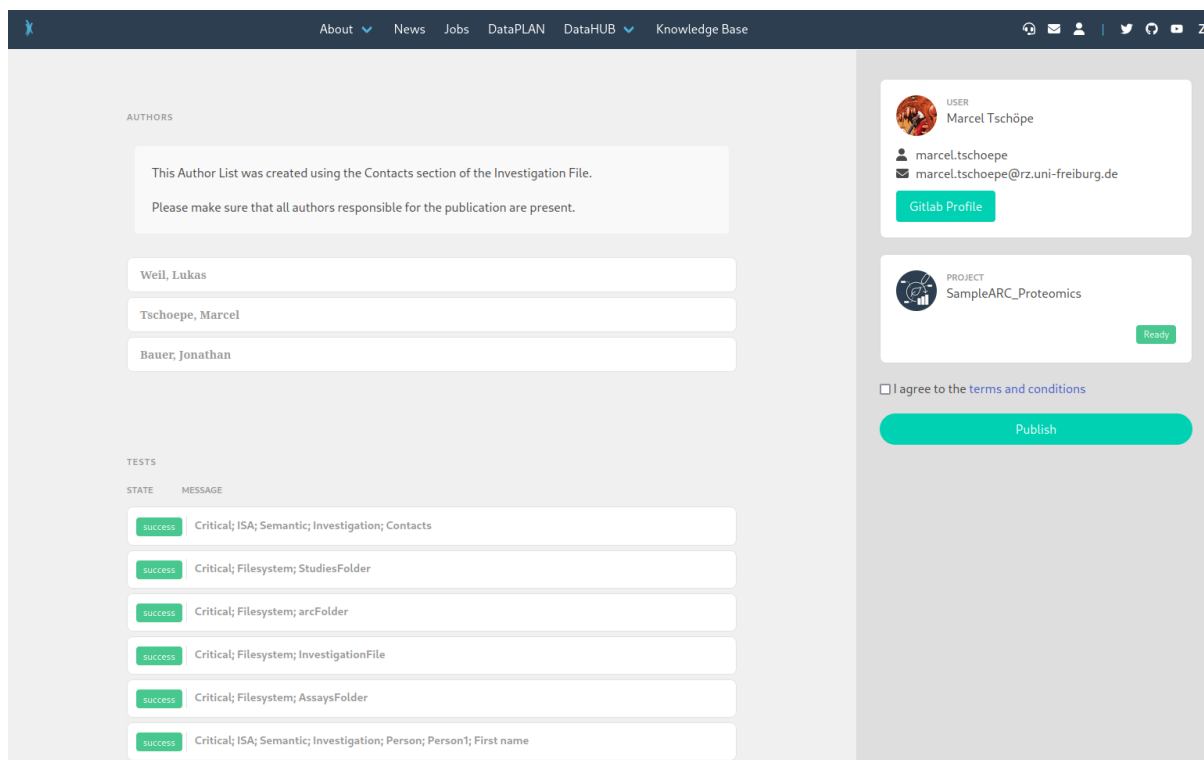 About News Jobs DataPLAN DataHUB Knowledge Base
AUTHORS
This Author List was created using the Contacts section of the Investigation File.
Please make sure that all authors responsible for the publication are present.
Weil, Lukas
Tschoepe, Marcel
Bauer, Jonathan
TESTS
STATE MESSAGE
success Critical; ISA; Semantic; Investigation; Contacts
success Critical; Filesystem; StudiesFolder
success Critical; Filesystem; arcFolder
success Critical; Filesystem; InvestigationFile
success Critical; Filesystem; AssaysFolder
success Critical; ISA; Semantic; Investigation; Person; Person1; First name
USER
Marcel Tschöpe
marcel.tschoepe
marcel.tschoepe@rz.uni-freiburg.de
Gitlab Profile
PROJECT
SampleARC_Proteomics
Ready
I agree to the terms and conditions
Publish